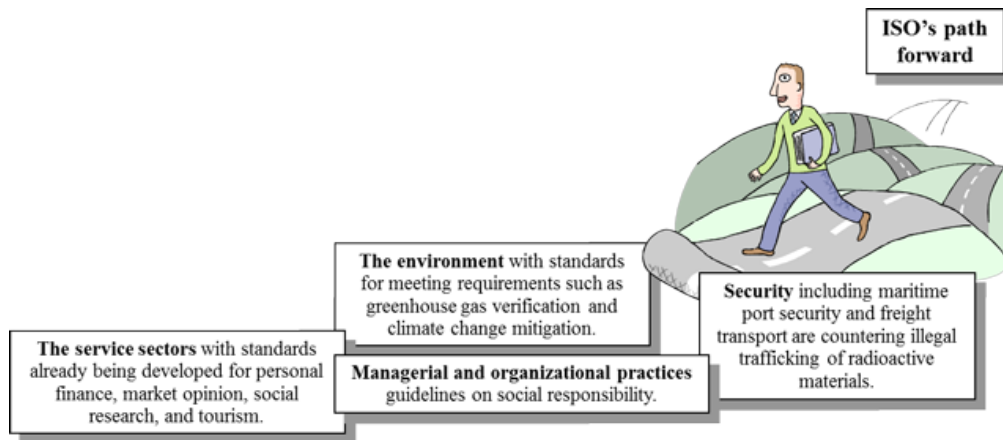 ISO's path
forward
The environment with standards
for meeting requirements such as
greenhouse gas verification and
climate change mitigation.
Security including maritime
port security and freight
transport are countering illegal
trafficking of radioactive
materials.
The service sectors with standards
already being developed for personal
finance, market opinion, social
research, and tourism.
Managerial and organizational practices
guidelines on social responsibility.